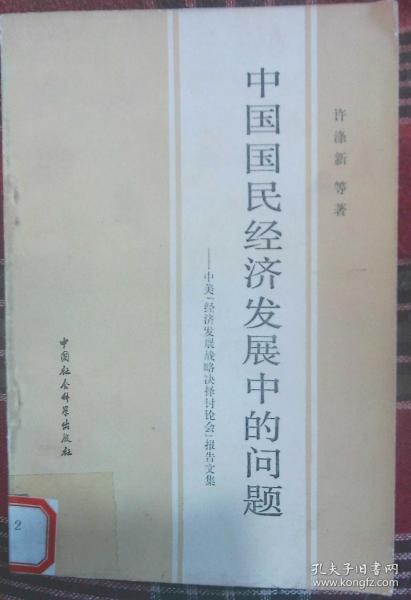 许涤新 等著
中国国民经济发展中的问题
——中美“经济发展战略决择讨论会”报告文集
中国社会科学出版社
2
孔夫子旧书网
www.kongfz.com